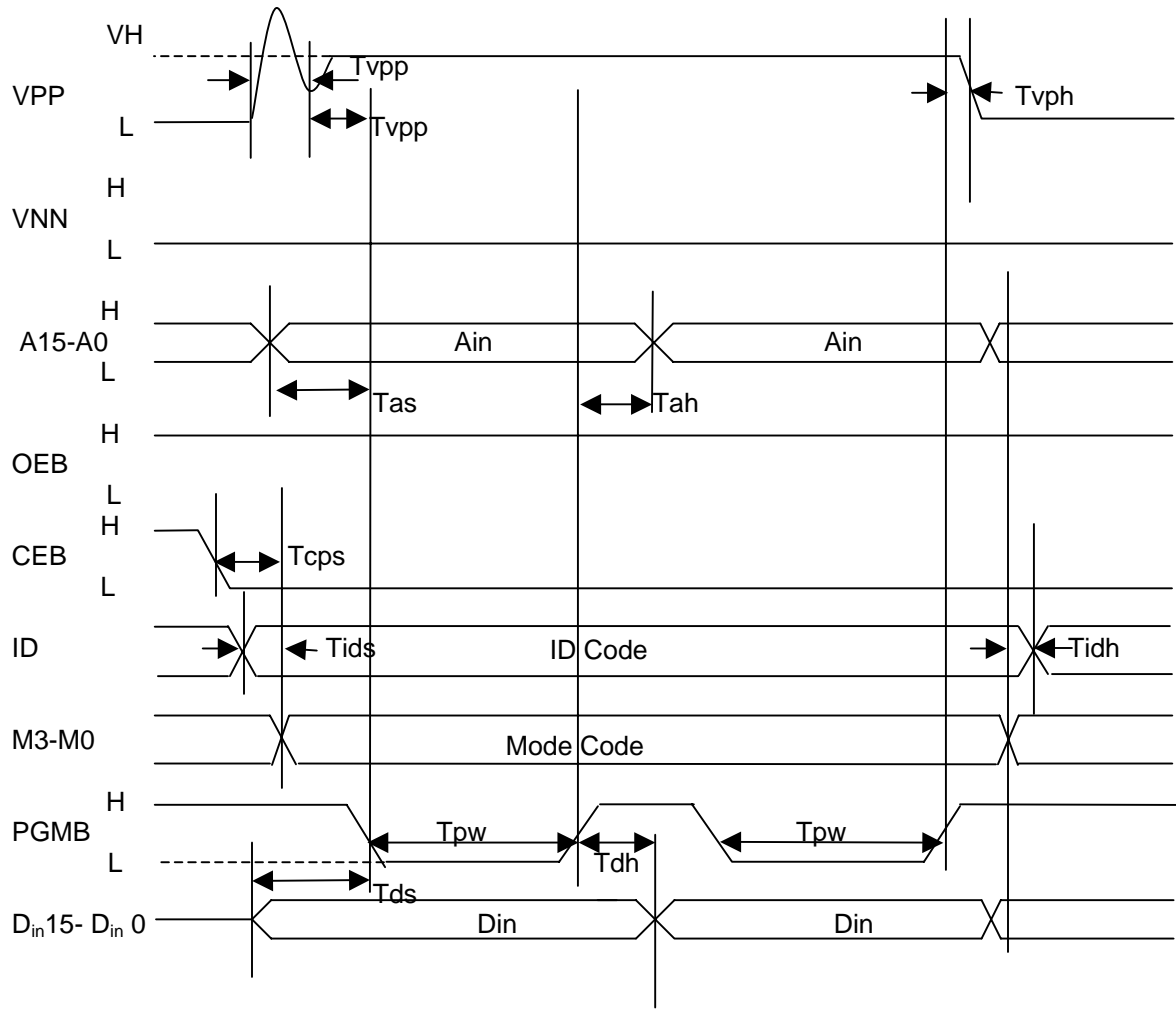 VH
Tvpp
VPP
Tvph
L
Tvpp
H
VNN
L
H
A15-A0
Ain
Ain
L
Tas
Tah
H
OEB
L
H
CEB
Tcps
L
ID
Tids
ID Code
Tidh
M3-M0
Mode Code
H
PGMB
Tpw
Tpw
L
Tdh
Tds
Din15- Din 0
Din
Din